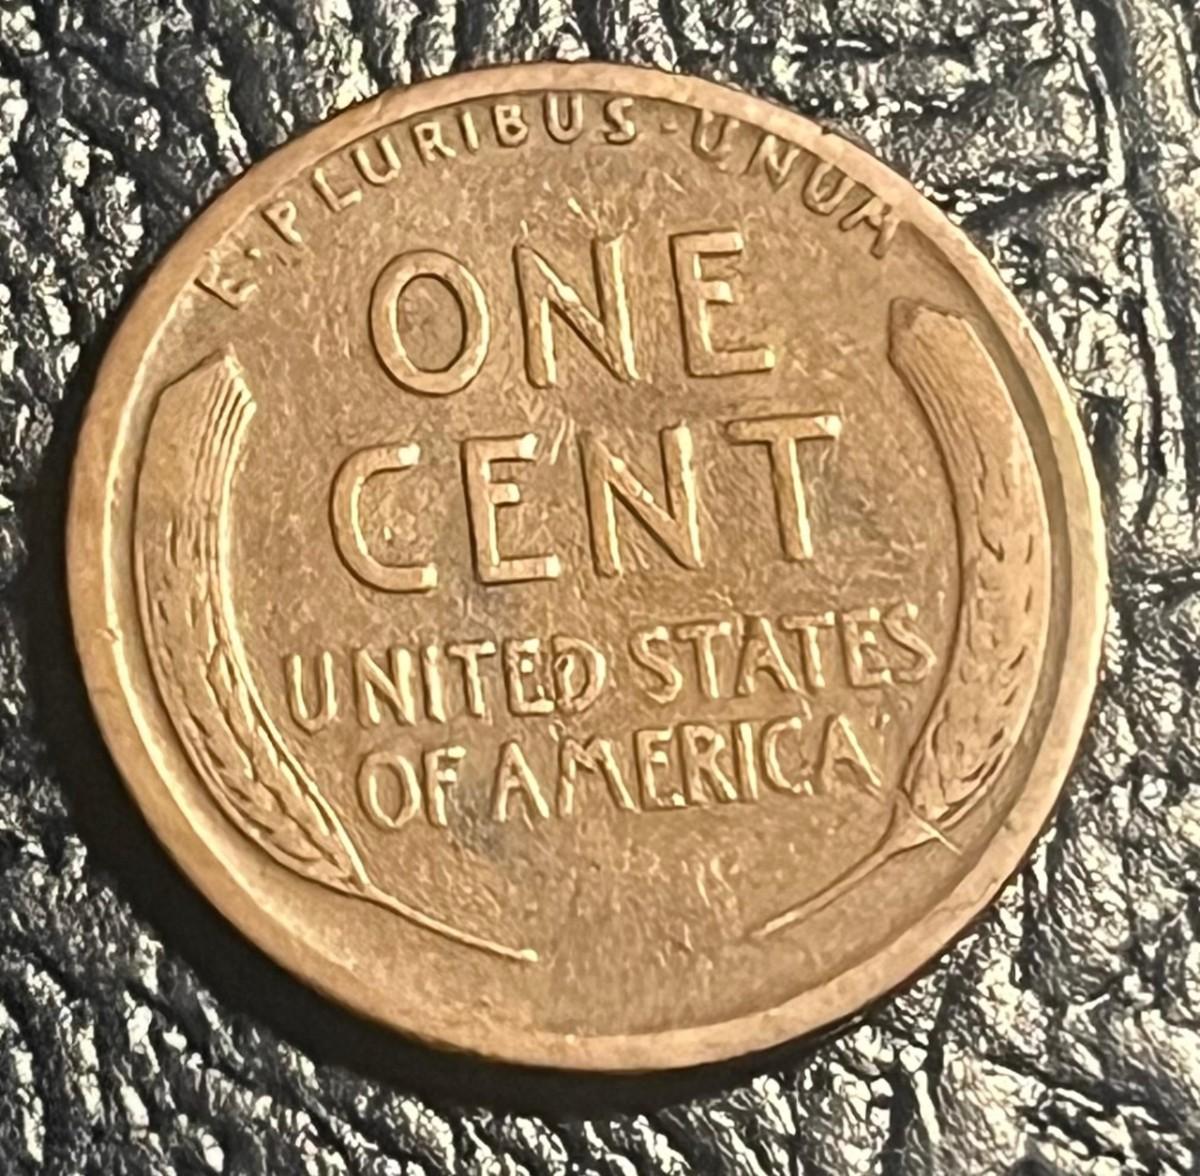 E·PLURIBUS·UNUM
ONE
CENT
UNITED STATES
OF AMERICA